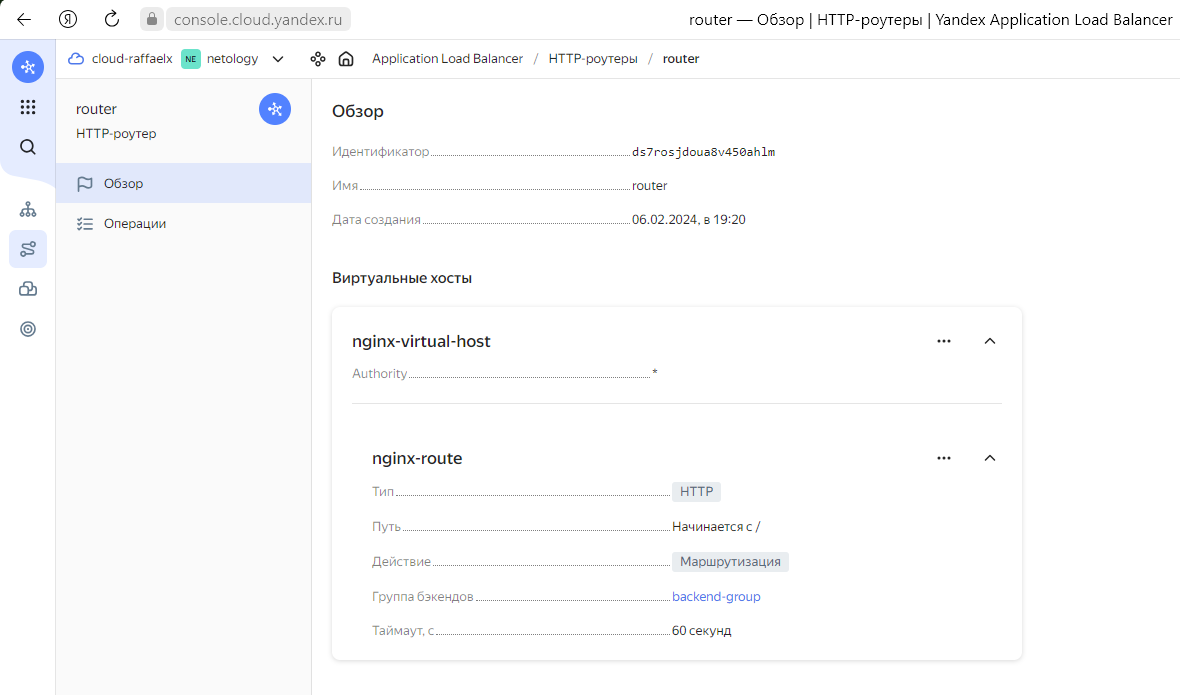 console.cloud.yandex.ru
router — Обзор | HTTP-роутеры | Yandex Application Load Balancer
cloud-raffaelx NE netology Application Load Balancer / HTTP-роутеры / router
router
HTTP-роутер
Обзор
Операции
Обзор
Идентификатор ds7rosjdoua8v450ahlm
Имя router
Дата создания 06.02.2024, в 19:20
Виртуальные хосты
nginx-virtual-host
Authority *
nginx-route
Тип HTTP
Путь Начинается с /
Действие Маршрутизация
Группа бэкендов backend-group
Таймаут, с 60 секунд